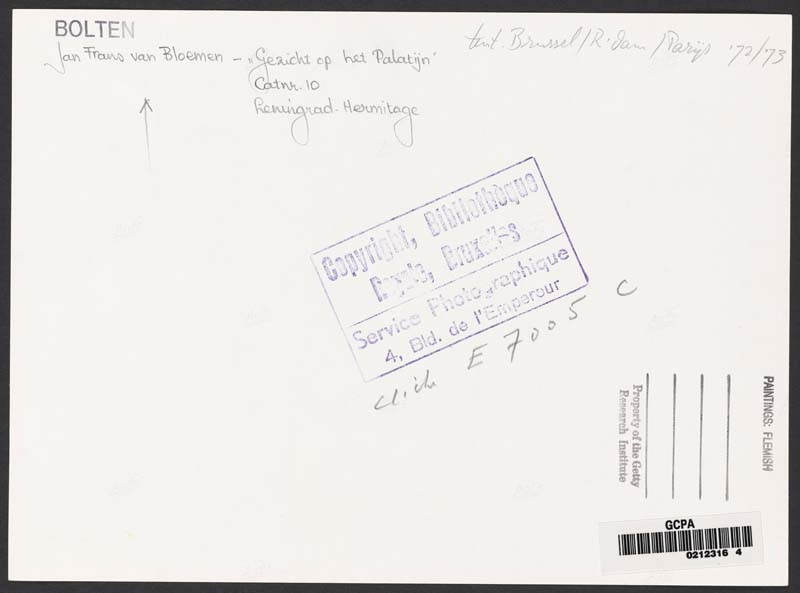 BOLTEN
tent. Brussel/R'dam/Parijs '72/'73
Jan Frans van Bloemen – „Gezicht op het Palatijn"
Catnr. 10
Leningrad-Hermitage
Copyright, Bibliothèque
Royale, Bruxelles
Service Photographique
4, Bld. de l'Empereur
cliché E 7005 C
PAINTINGS: FLEMISH
Property of the Getty
Research Institute
GCPA
0212316 4